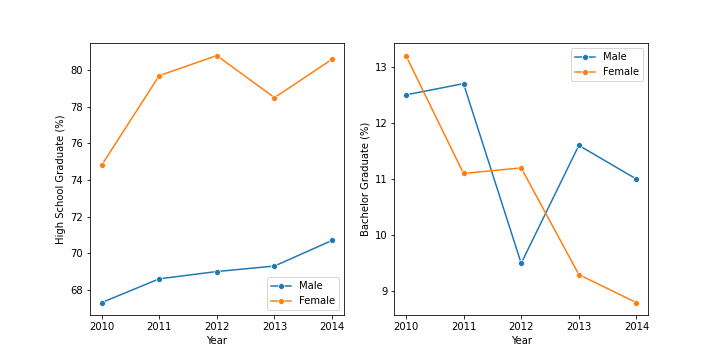 High School Graduate (%)
80
78
76
74
72
70
68
2010 2011 2012 2013 2014
Year
Male
Female
Bachelor Graduate (%)
13
12
11
10
9
2010 2011 2012 2013 2014
Year
Male
Female